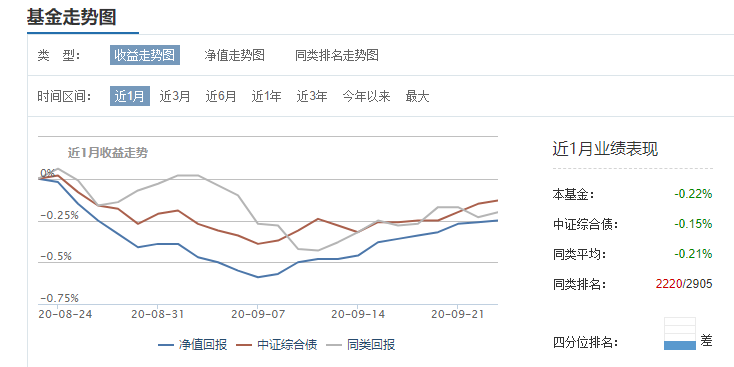 基金走势图
类 型： 收益走势图 净值走势图 同类排名走势图
时间区间： 近1月 近3月 近6月 近1年 近3年 今年以来 最大
近1月收益走势
0%
-0.25%
-0.5%
-0.75%
20-08-24 20-08-31 20-09-07 20-09-14 20-09-21
净值回报 中证综合债 同类回报
近1月业绩表现
本基金： -0.22%
中证综合债： -0.15%
同类平均： -0.21%
同类排名： 2220/2905
四分位排名： 差